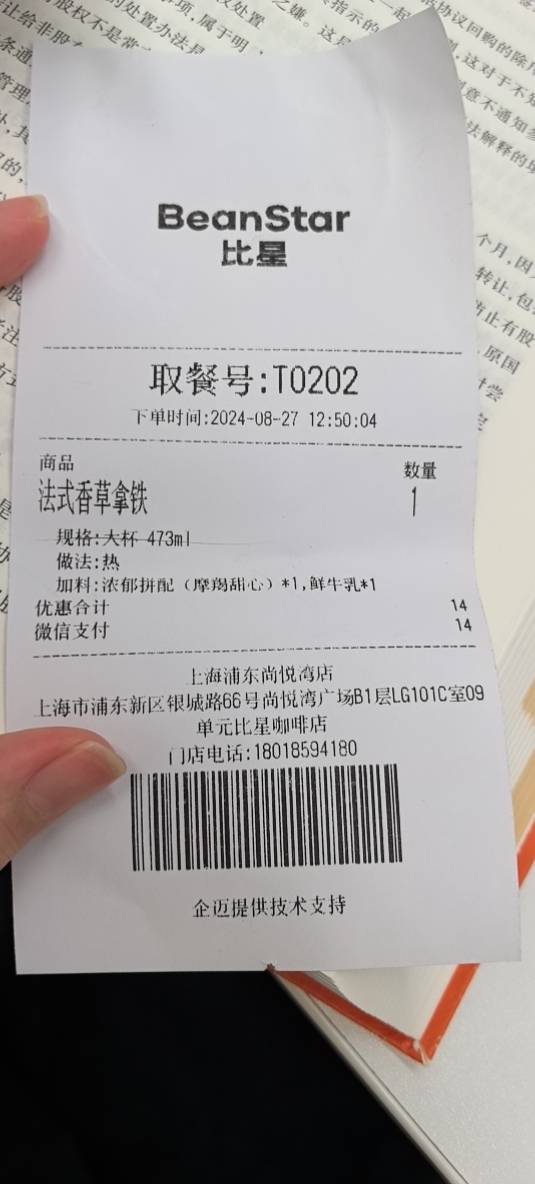 BeanStar
比星
取餐号:T0202
下单时间:2024-08-27 12:50:04
商品 数量
法式香草拿铁 1
规格:大杯 473ml
做法:热
加料:浓郁拼配（摩羯甜心）*1,鲜牛乳*1
优惠合计 14
微信支付 14
上海浦东尚悦湾店
上海市浦东新区银城路66号尚悦湾广场B1层LG101C室09
单元比星咖啡店
门店电话:18018594180
企迈提供技术支持